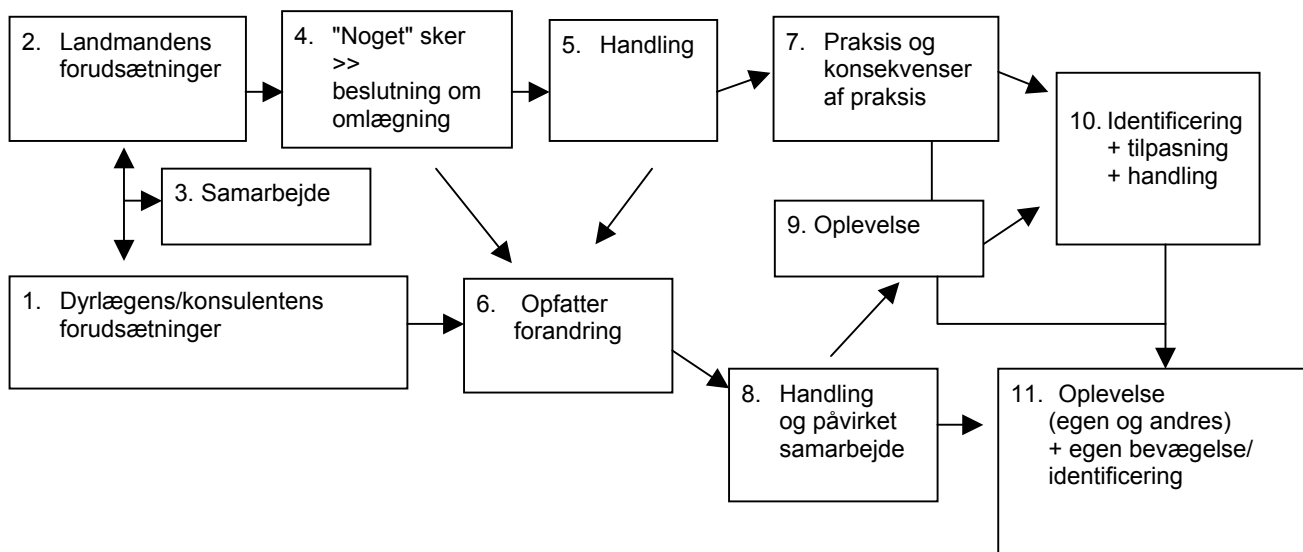 2. Landmandens
forudsætninger
4. "Noget" sker
>>
beslutning om
omlægning
5. Handling
7. Praksis og
konsekvenser
af praksis
10. Identificering
+ tilpasning
+ handling
3. Samarbejde
9. Oplevelse
1. Dyrlægens/konsulentens
forudsætninger
6. Opfatter
forandring
8. Handling
og påvirket
samarbejde
11. Oplevelse
(egen og andres)
+ egen bevægelse/
identificering